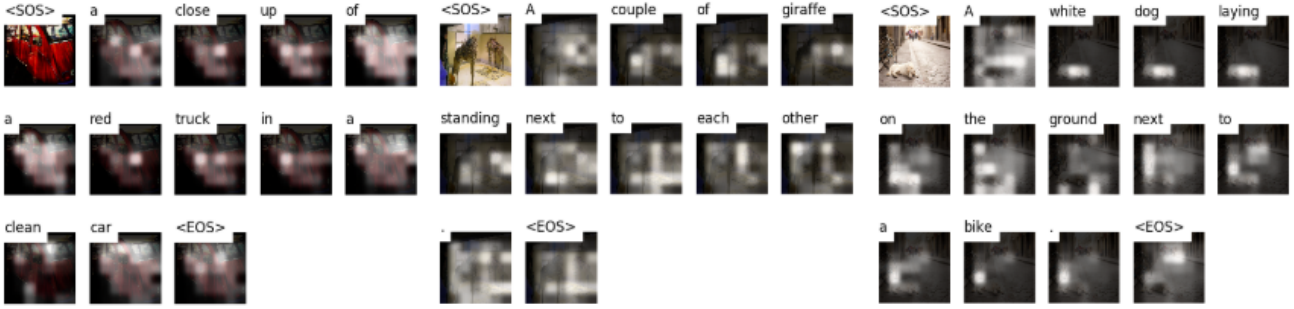 <SOS> a close up of
a red truck in a
clean car <EOS>
<SOS> A couple of giraffe
standing next to each other
. <EOS>
<SOS> A white dog laying
on the ground next to
a bike . <EOS>